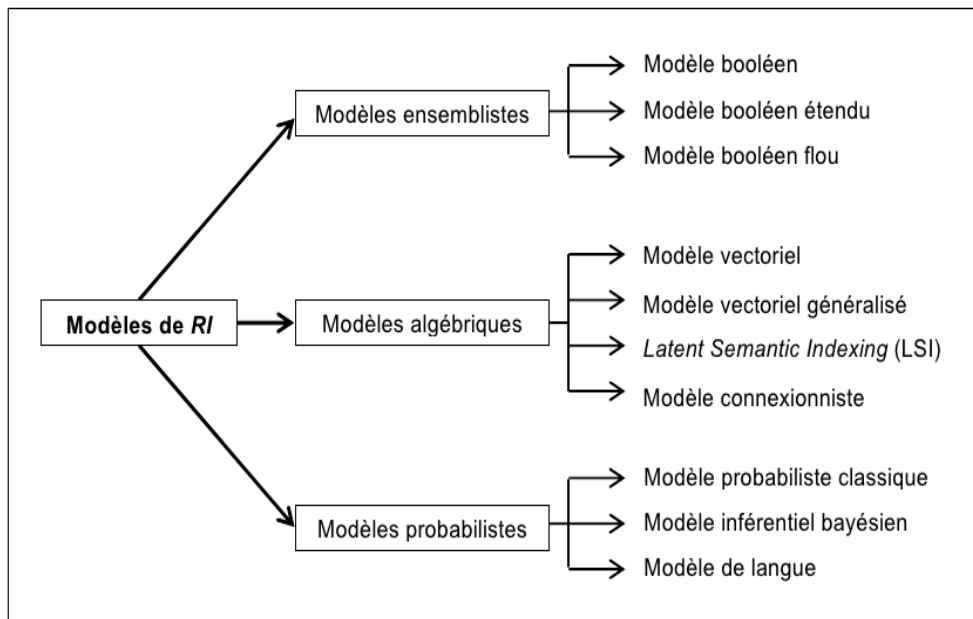 Modèle booléen
Modèles ensemblistes
Modèle booléen étendu
Modèle booléen flou
Modèle vectoriel
Modèle vectoriel généralisé
Modèles de RI
Modèles algébriques
Latent Semantic Indexing (LSI)
Modèle connexionniste
Modèle probabiliste classique
Modèles probabilistes
Modèle inférentiel bayésien
Modèle de langue